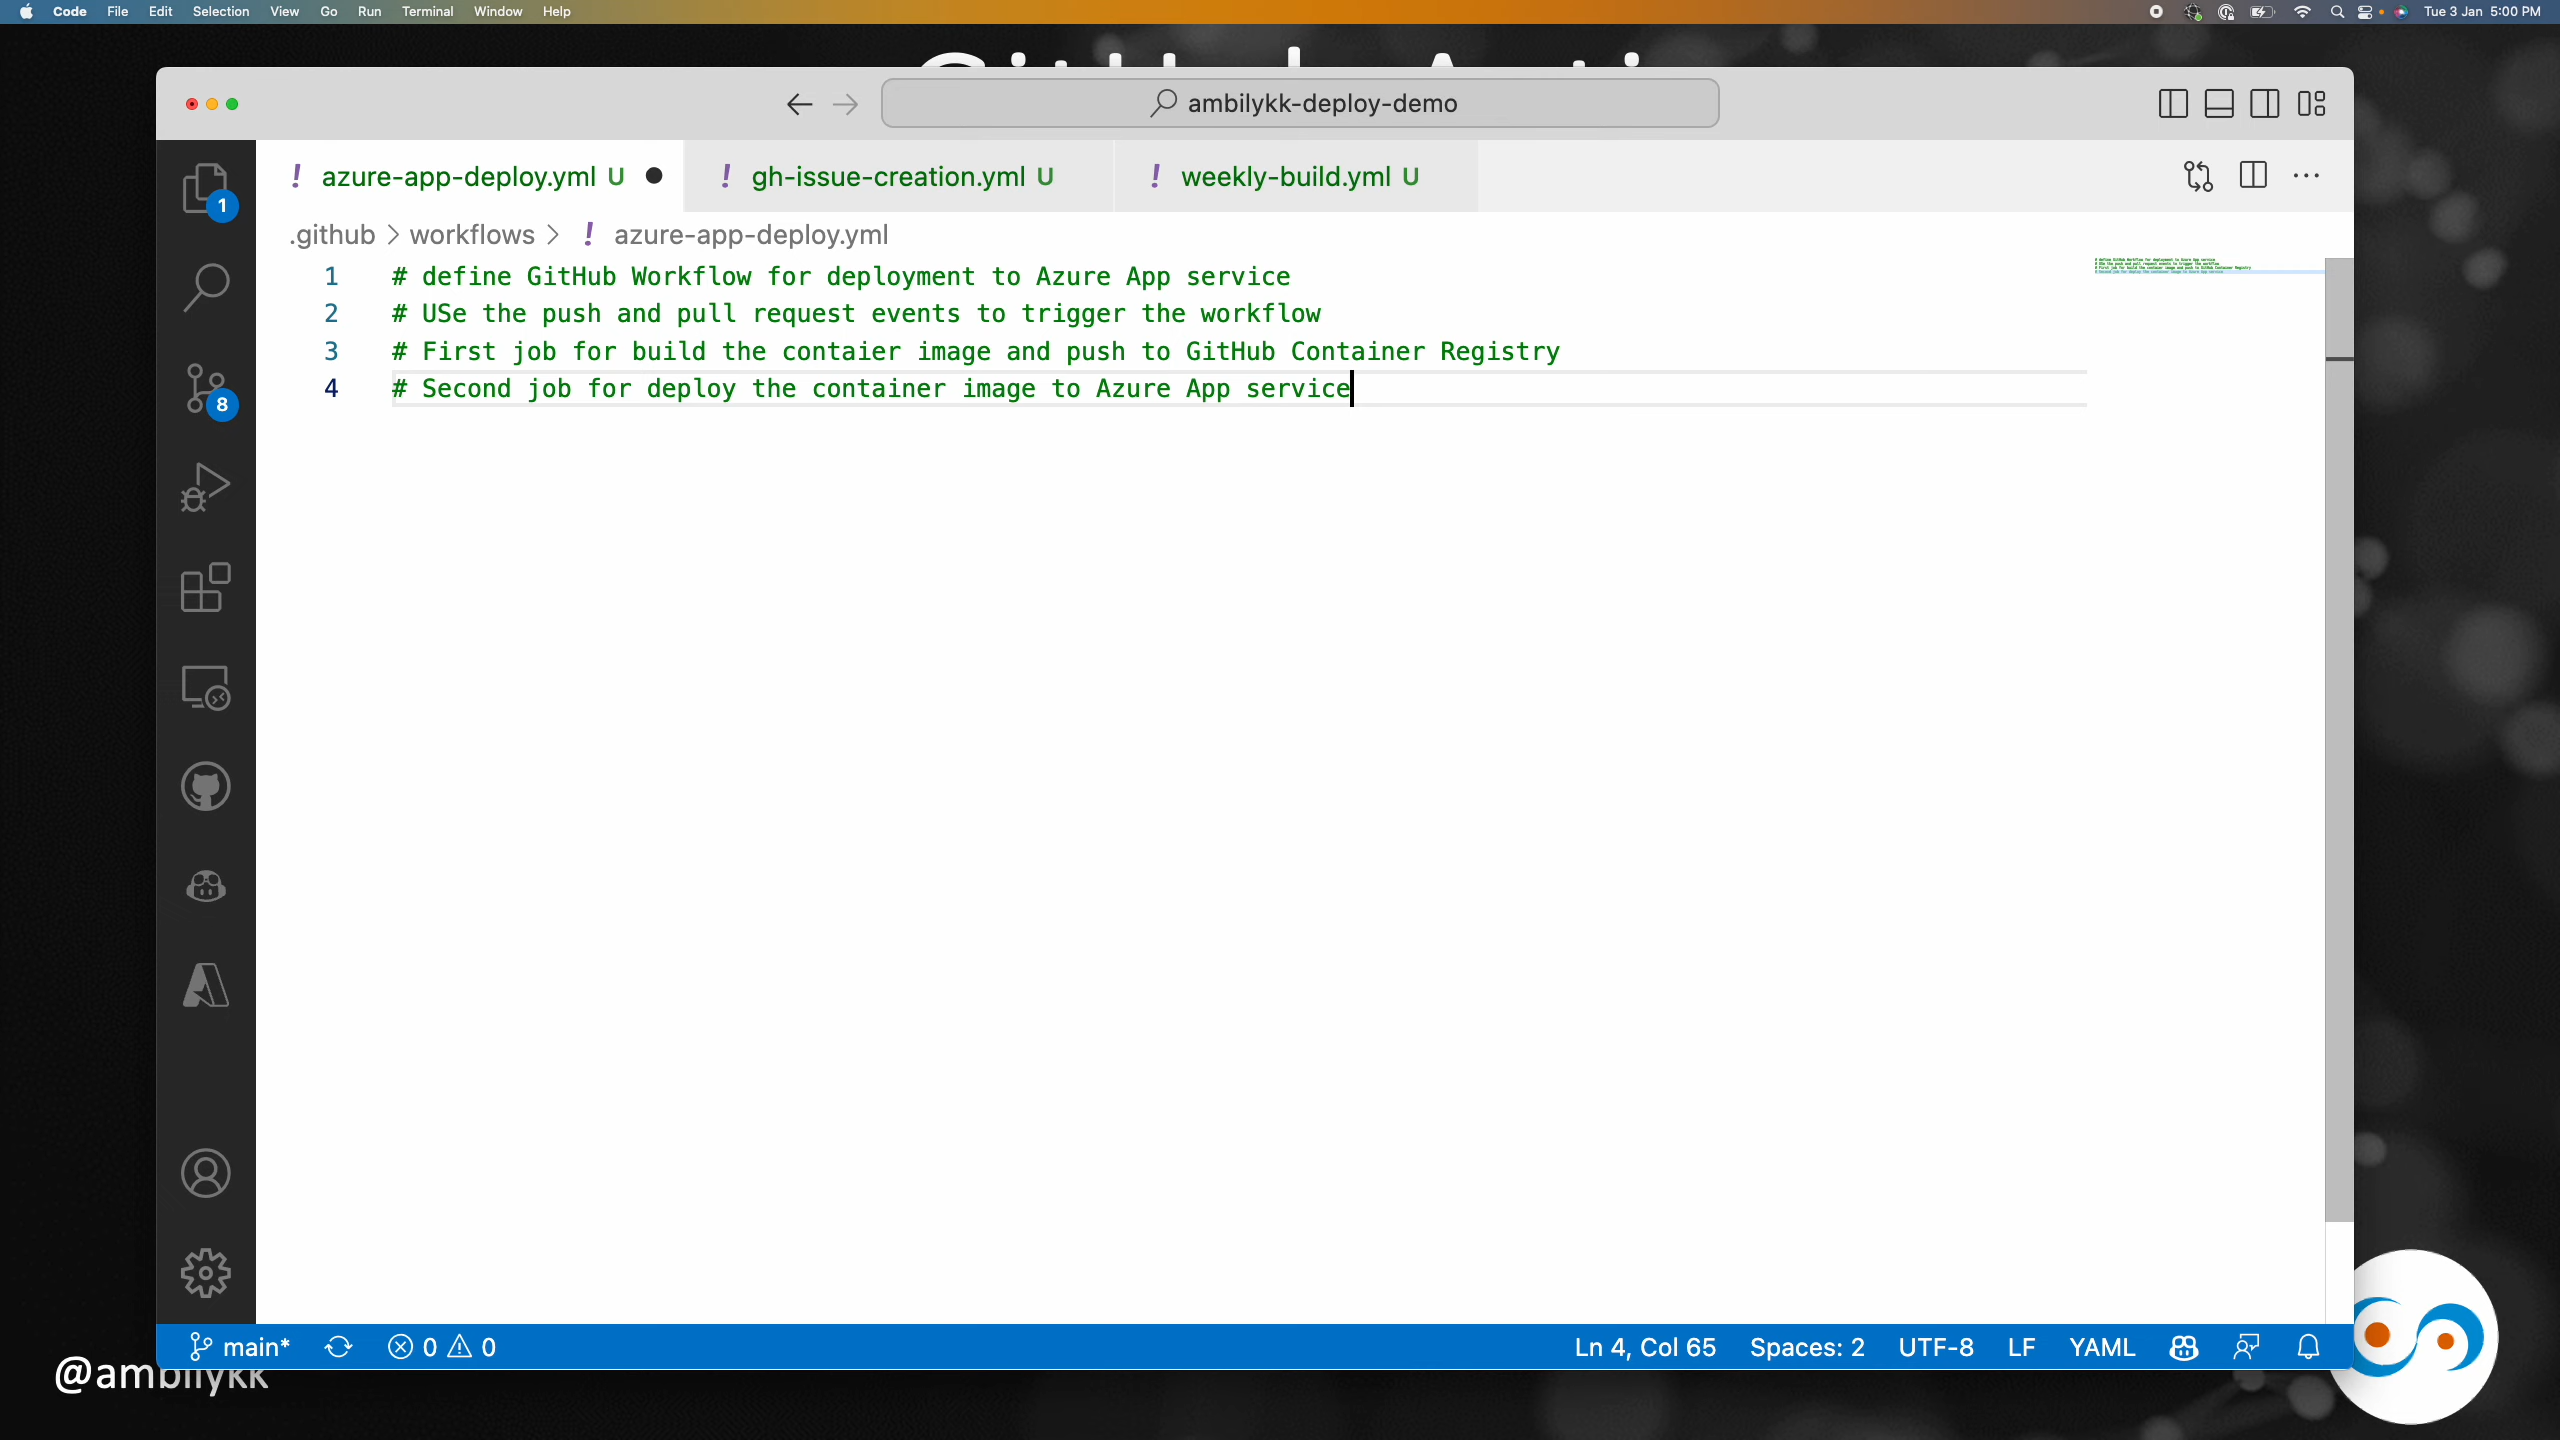 Code File Edit Selection View Go Run Terminal Window Help
Tue 3 Jan 5:00 PM
ambilykk-deploy-demo
azure-app-deploy.yml U
gh-issue-creation.yml U
weekly-build.yml U
.github > workflows > ! azure-app-deploy.yml
1 # define GitHub Workflow for deployment to Azure App service
2 # USe the push and pull request events to trigger the workflow
3 # First job for build the contaier image and push to GitHub Container Registry
4 # Second job for deploy the container image to Azure App service
1
8
main* 0 0 Ln 4, Col 65 Spaces: 2 UTF-8 LF YAML
@ambilykk